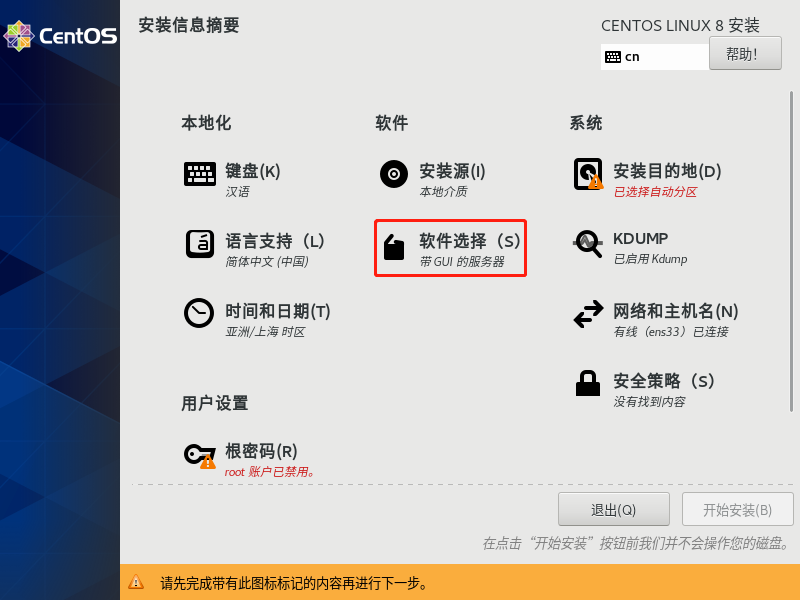 CentOS
安装信息摘要
CENTOS LINUX 8 安装
cn
帮助！
本地化
键盘(K)
汉语
语言支持（L）
简体中文 (中国)
时间和日期(T)
亚洲/上海 时区
用户设置
根密码(R)
root 账户已禁用。
软件
安装源(I)
本地介质
软件选择（S）
带 GUI 的服务器
系统
安装目的地(D)
已选择自动分区
KDUMP
已启用 Kdump
网络和主机名(N)
有线（ens33）已连接
安全策略（S）
没有找到内容
退出(Q)
开始安装(B)
在点击“开始安装”按钮前我们并不会操作您的磁盘。
请先完成带有此图标标记的内容再进行下一步。